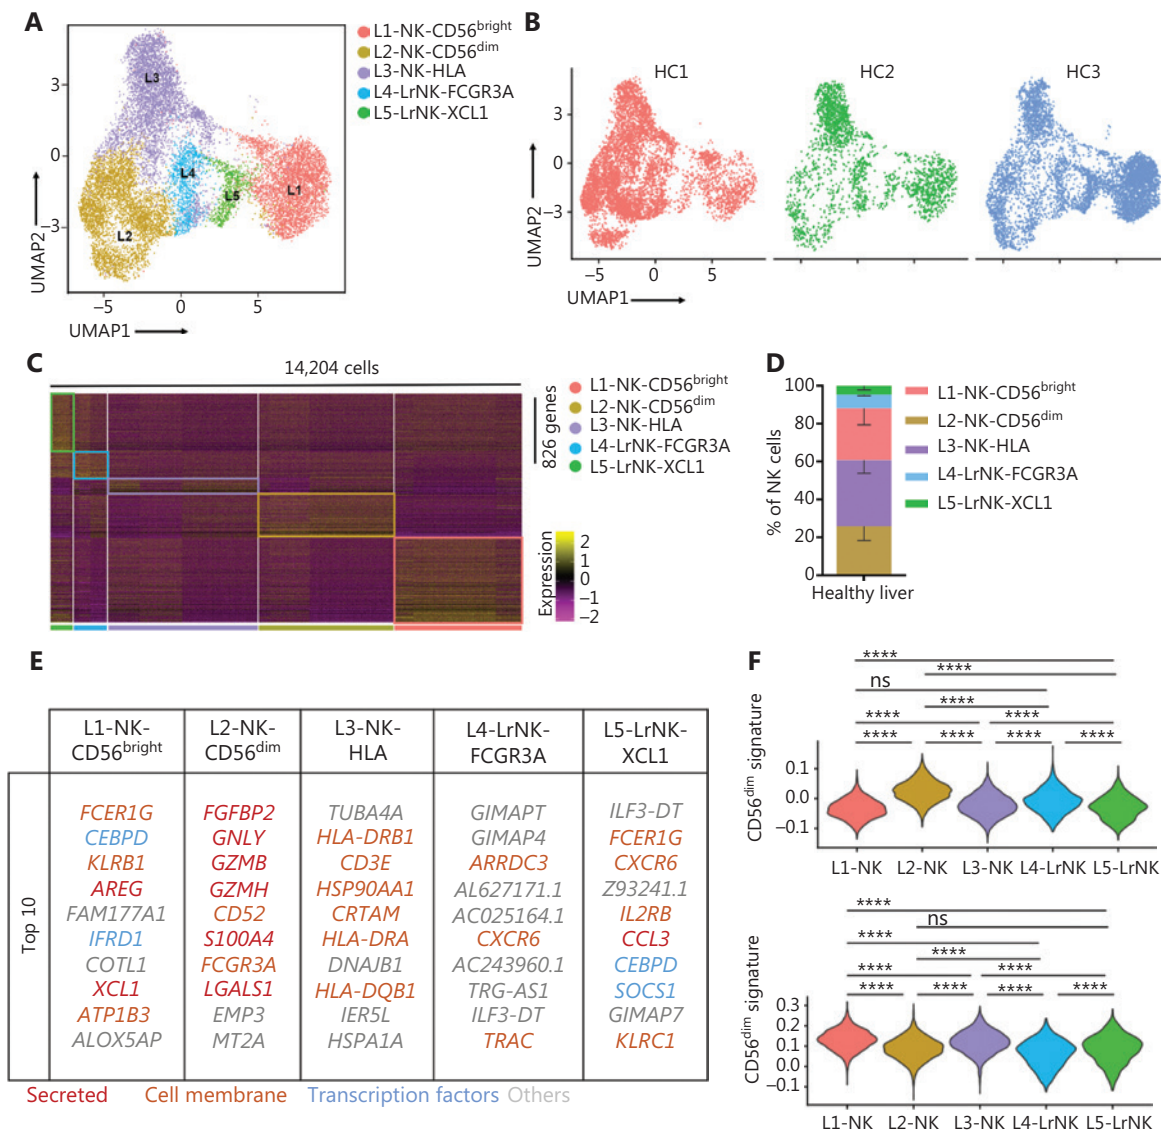 A
L1-NK-CD56bright
L2-NK-CD56dim
L3-NK-HLA
L4-LrNK-FCGR3A
L5-LrNK-XCL1
L3
L4
L5
L1
L2
3
0
−3
UMAP2
−5 0 5
UMAP1
B
HC1 HC2 HC3
3
0
−3
UMAP2
−5 0 5
UMAP1
C
14,204 cells
826 genes
L1-NK-CD56bright
L2-NK-CD56dim
L3-NK-HLA
L4-LrNK-FCGR3A
L5-LrNK-XCL1
Expression
2
1
0
−1
−2
D
% of NK cells
100
80
60
40
20
0
Healthy liver
L1-NK-CD56bright
L2-NK-CD56dim
L3-NK-HLA
L4-LrNK-FCGR3A
L5-LrNK-XCL1
E
L1-NK-CD56bright L2-NK-CD56dim L3-NK-HLA L4-LrNK-FCGR3A L5-LrNK-XCL1
Top 10
FCER1G FGFBP2 TUBA4A GIMAPT ILF3-DT
CEBPD GNLY HLA-DRB1 GIMAP4 FCER1G
KLRB1 GZMB CD3E ARRDC3 CXCR6
AREG GZMH HSP90AA1 AL627171.1 Z93241.1
FAM177A1 CD52 CRTAM AC025164.1 IL2RB
IFRD1 S100A4 HLA-DRA CXCR6 CCL3
COTL1 FCGR3A DNAJB1 AC243960.1 CEBPD
XCL1 LGALS1 HLA-DQB1 TRG-AS1 SOCS1
ATP1B3 EMP3 IER5L ILF3-DT GIMAP7
ALOX5AP MT2A HSPA1A TRAC KLRC1
Secreted Cell membrane Transcription factors Others
F
****
****
ns
****
**** ****
**** **** **** ****
CD56dim signature
0.1
0.0
−0.1
L1-NK L2-NK L3-NK L4-LrNK L5-LrNK
****
ns
****
****
**** ****
**** **** **** ****
CD56dim signature
0.3
0.2
0.1
0.0
−0.1
L1-NK L2-NK L3-NK L4-LrNK L5-LrNK